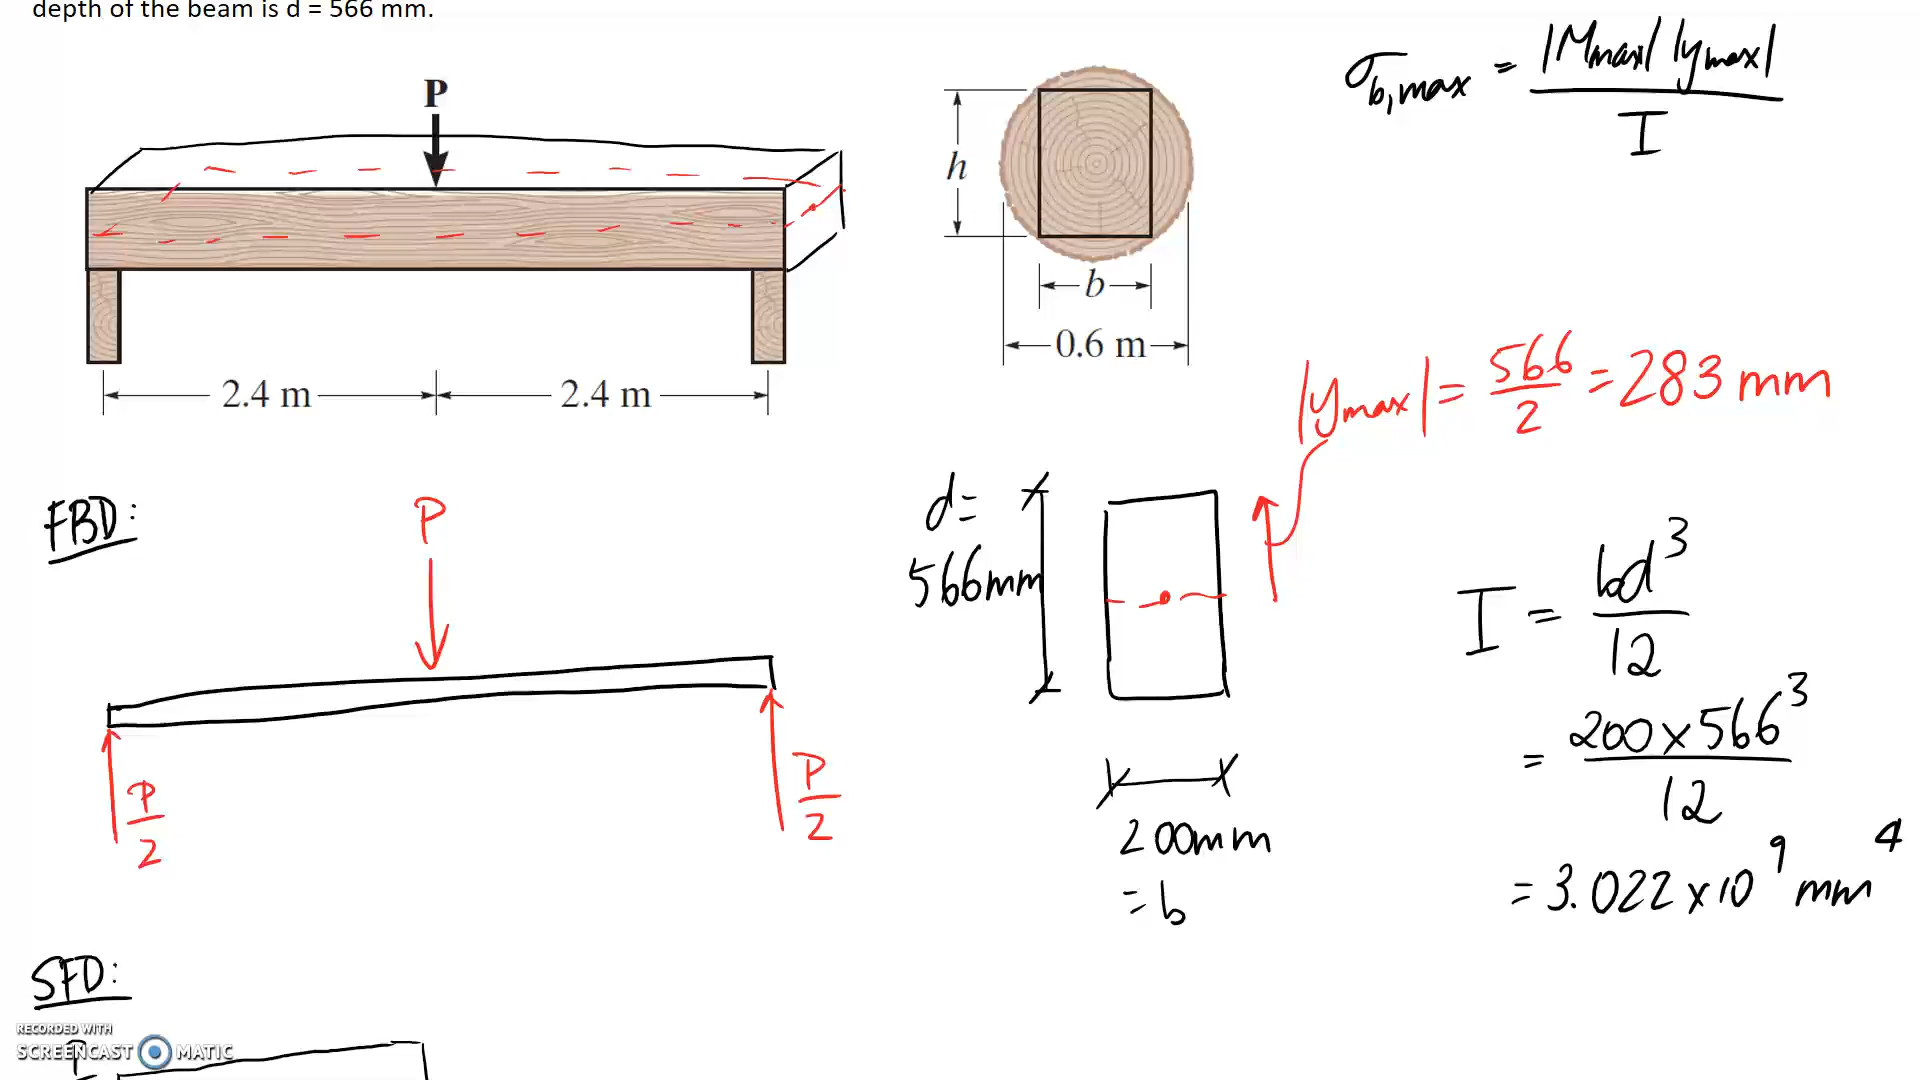 depth of the beam is d = 566 mm.
σb,max = |Mmax| |ymax|
I
P
h
b
0.6 m
2.4 m
2.4 m
|ymax| = 566/2 = 283 mm
FBD:
P
P/2
P/2
d=
566mm
200mm
= b
I = bd³/12
= 200×566³/12
= 3.022×10⁹ mm⁴
SFD:
RECORDED WITH
SCREENCAST MATIC